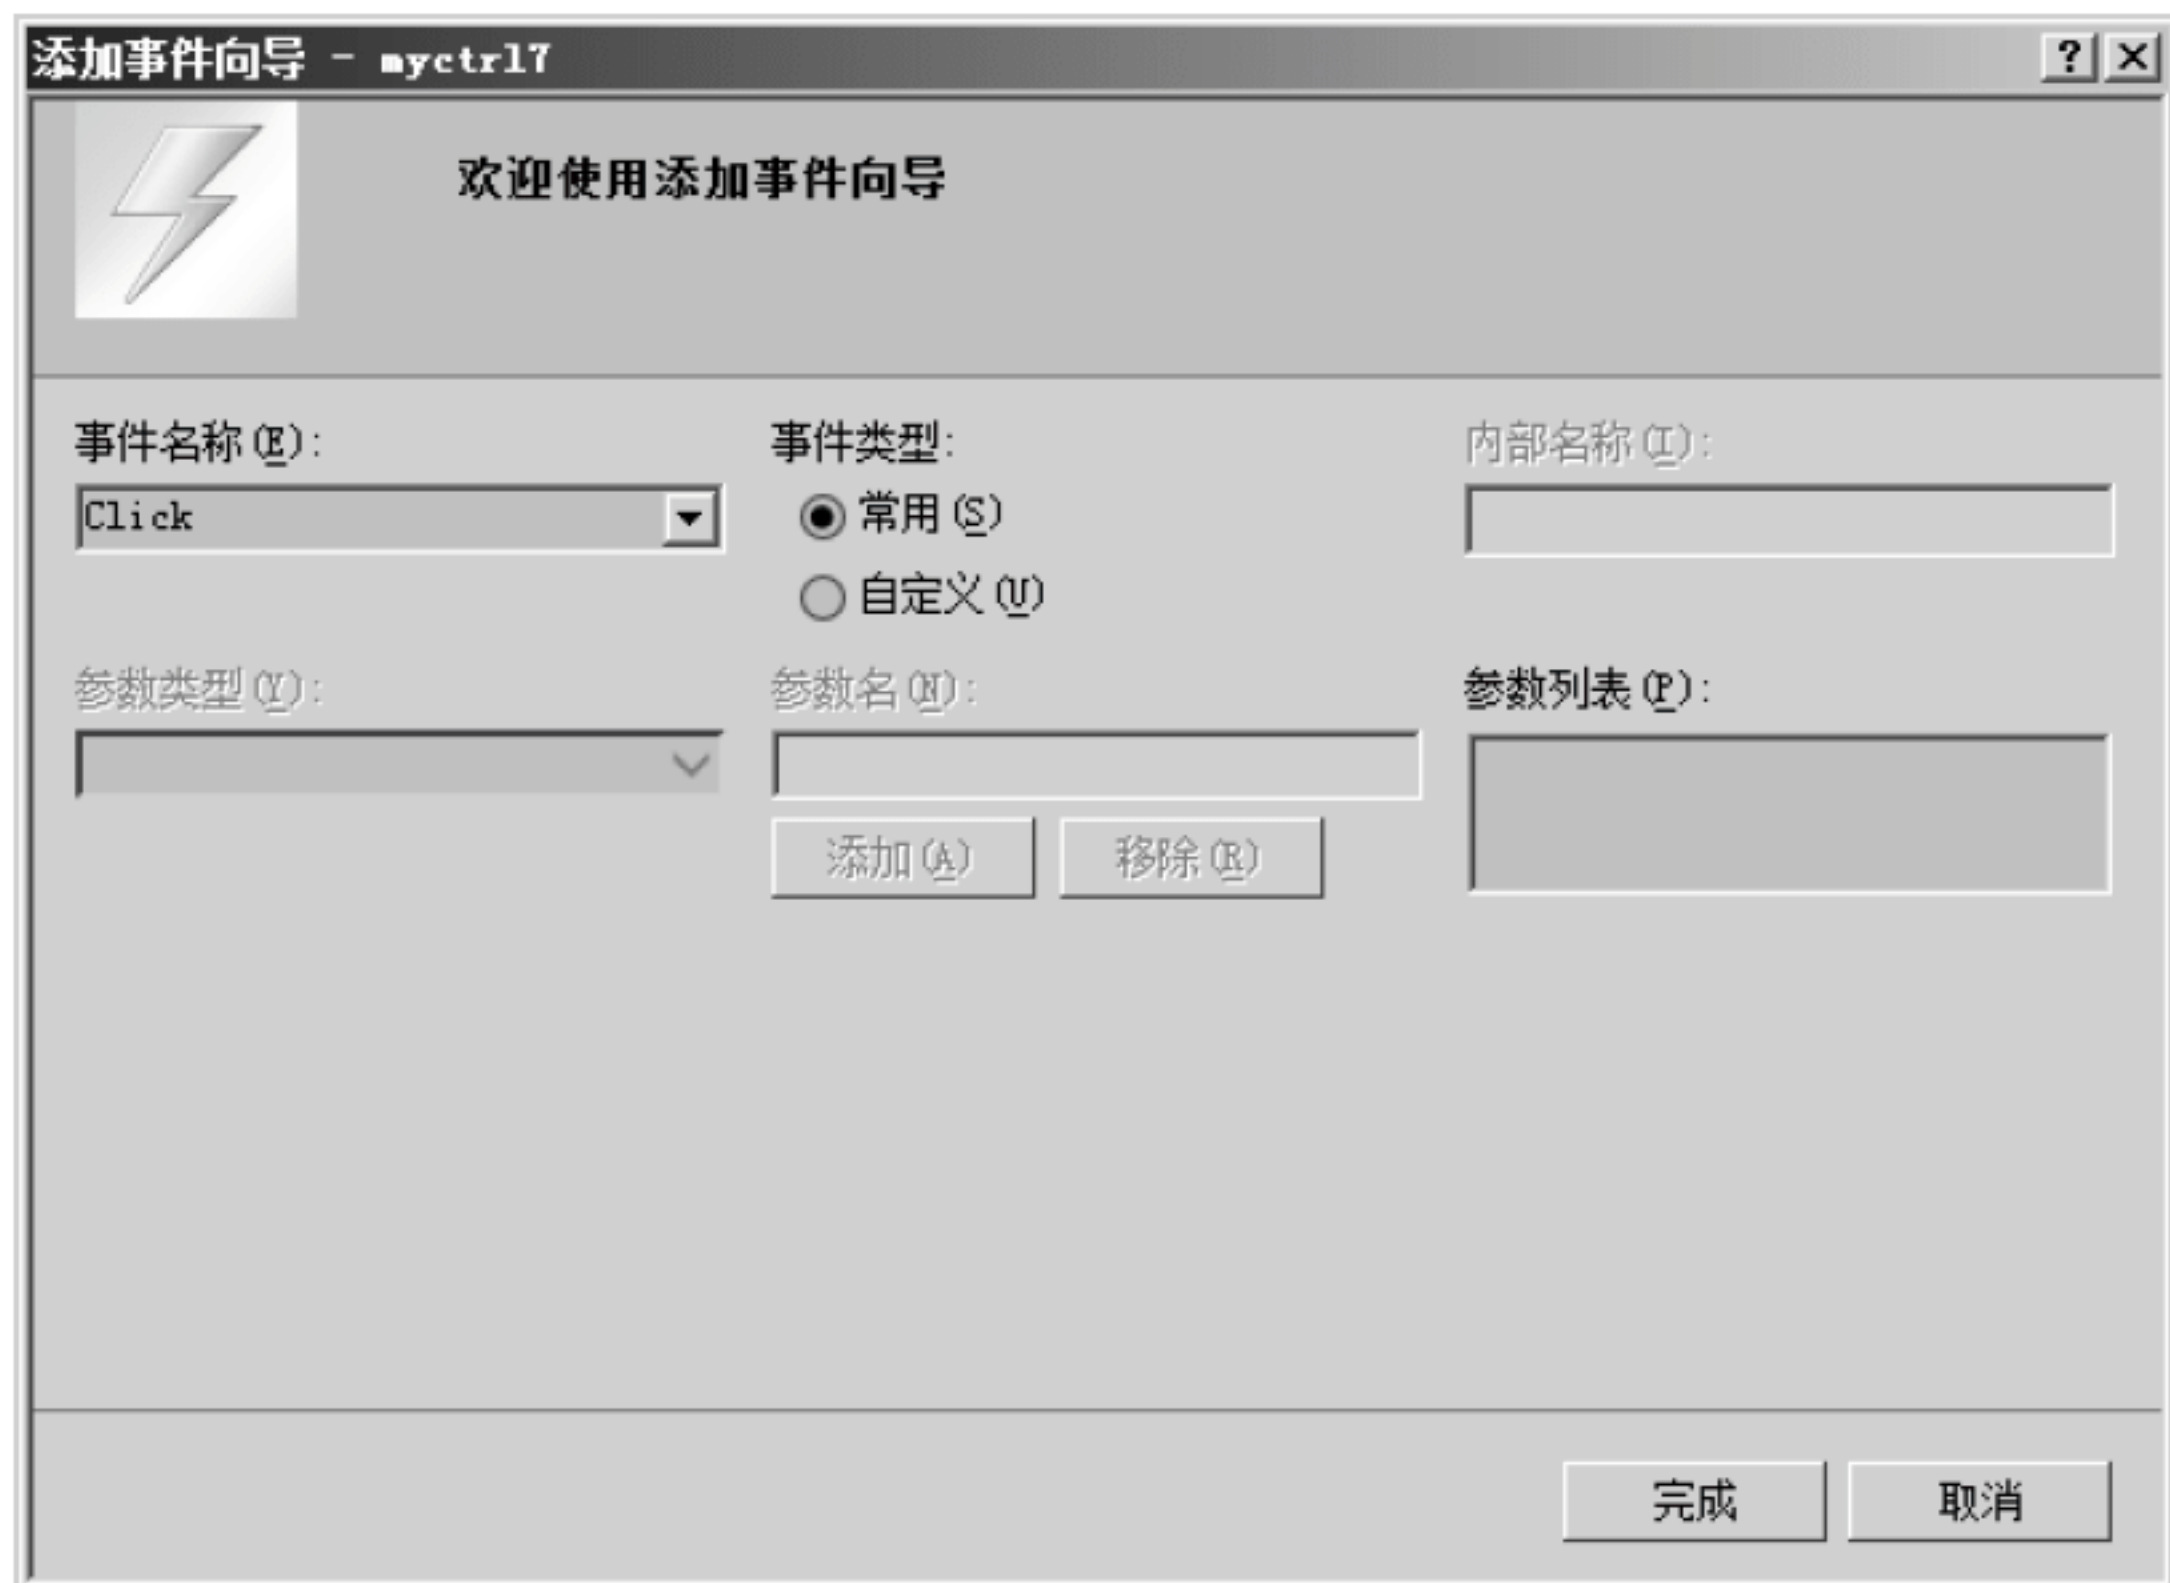 添加事件向导 - myctrl7
欢迎使用添加事件向导
事件名称(E):
事件类型:
内部名称(I):
Click
常用(S)
自定义(U)
参数类型(Y):
参数名(N):
参数列表(P):
添加(A)
移除(R)
完成
取消